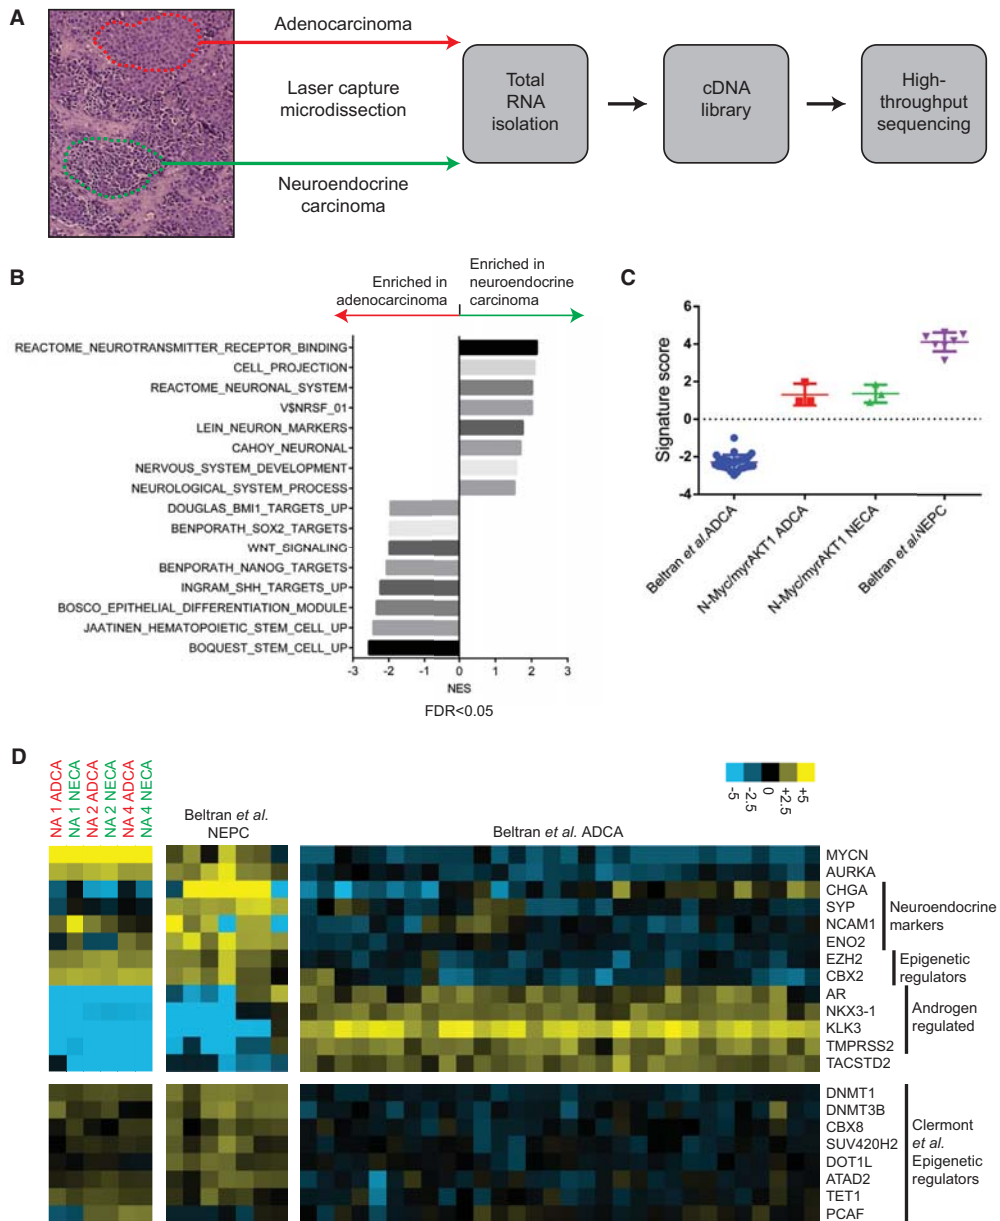 A
Adenocarcinoma
Laser capture
microdissection
Neuroendocrine
carcinoma
Total
RNA
isolation
cDNA
library
High-
throughput
sequencing
B
Enriched in
adenocarcinoma
Enriched in
neuroendocrine
carcinoma
REACTOME_NEUROTRANSMITTER_RECEPTOR_BINDING
CELL_PROJECTION
REACTOME_NEURONAL_SYSTEM
V$NRSF_01
LEIN_NEURON_MARKERS
CAHOY_NEURONAL
NERVOUS_SYSTEM_DEVELOPMENT
NEUROLOGICAL_SYSTEM_PROCESS
DOUGLAS_BMI1_TARGETS_UP
BENPORATH_SOX2_TARGETS
WNT_SIGNALING
BENPORATH_NANOG_TARGETS
INGRAM_SHH_TARGETS_UP
BOSCO_EPITHELIAL_DIFFERENTIATION_MODULE
JAATINEN_HEMATOPOIETIC_STEM_CELL_UP
BOQUEST_STEM_CELL_UP
-3 -2 -1 0 1 2 3
NES
FDR<0.05
C
Signature score
6
4
2
0
-2
-4
Beltran et al.ADCA
N-Myc/myrAKT1 ADCA
N-Myc/myrAKT1 NECA
Beltran et al.NEPC
D
NA 1 ADCA
NA 1 NECA
NA 2 ADCA
NA 2 NECA
NA 4 ADCA
NA 4 NECA
Beltran et al.
NEPC
Beltran et al. ADCA
-5
-2.5
0
+2.5
+5
MYCN
AURKA
CHGA
SYP
NCAM1
ENO2
EZH2
CBX2
AR
NKX3-1
KLK3
TMPRSS2
TACSTD2
Neuroendocrine
markers
Epigenetic
regulators
Androgen
regulated
DNMT1
DNMT3B
CBX8
SUV420H2
DOT1L
ATAD2
TET1
PCAF
Clermont
et al.
Epigenetic
regulators